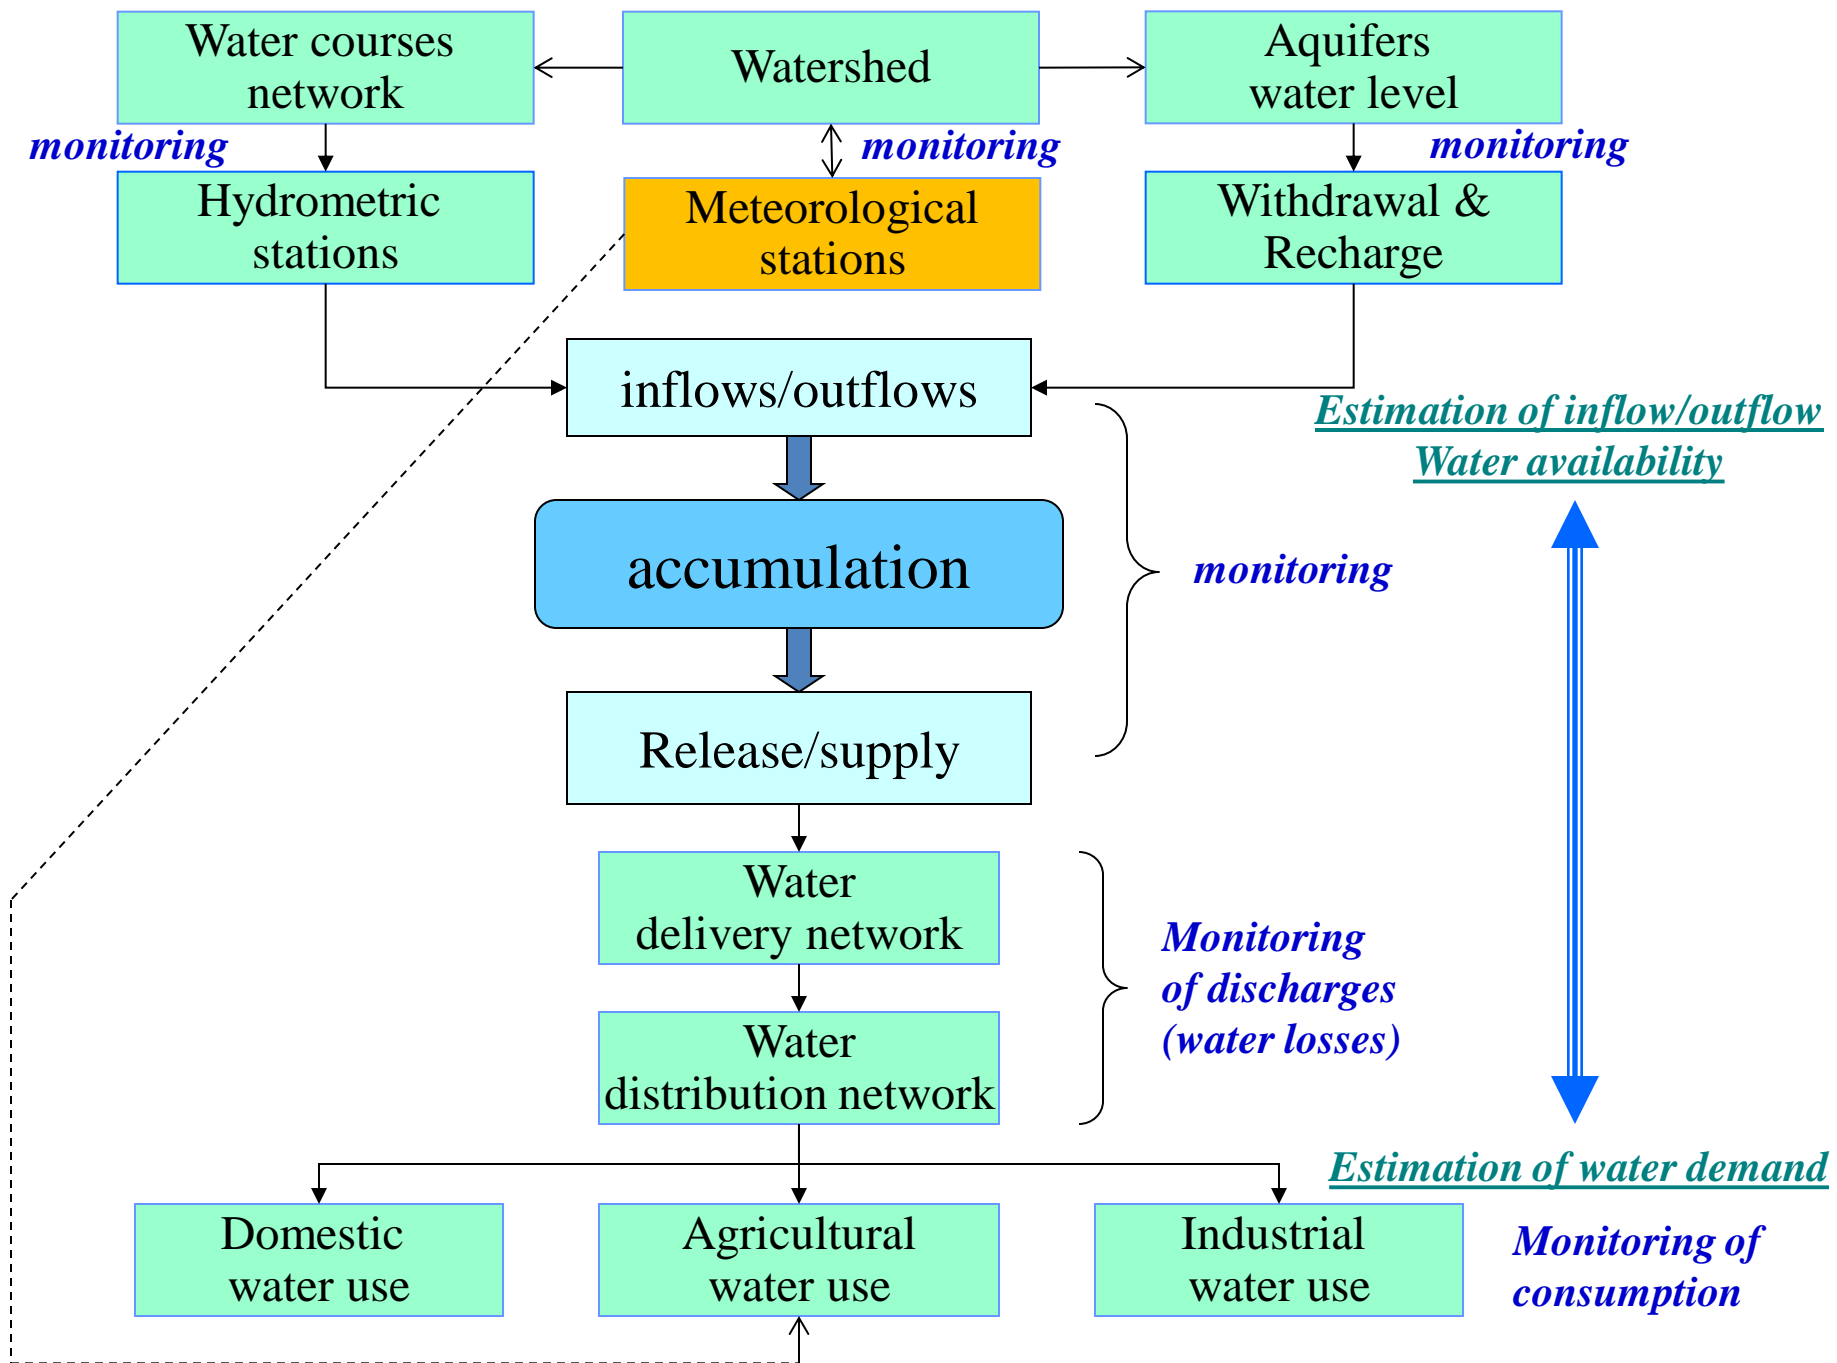 Water courses
network
Watershed
Aquifers
water level
monitoring
monitoring
monitoring
Hydrometric
stations
Meteorological
stations
Withdrawal &
Recharge
inflows/outflows
Estimation of inflow/outflow
Water availability
accumulation
monitoring
Release/supply
Water
delivery network
Monitoring
of discharges
(water losses)
Water
distribution network
Estimation of water demand
Domestic
water use
Agricultural
water use
Industrial
water use
Monitoring of
consumption